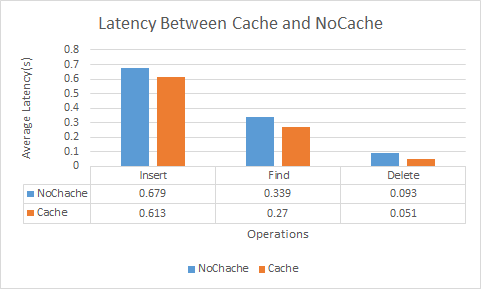 Latency Between Cache and NoCache
Average Latency(s)
0.8
0.7
0.6
0.5
0.4
0.3
0.2
0.1
0
Insert Find Delete
NoChache 0.679 0.339 0.093
Cache 0.613 0.27 0.051
Operations
NoChache Cache